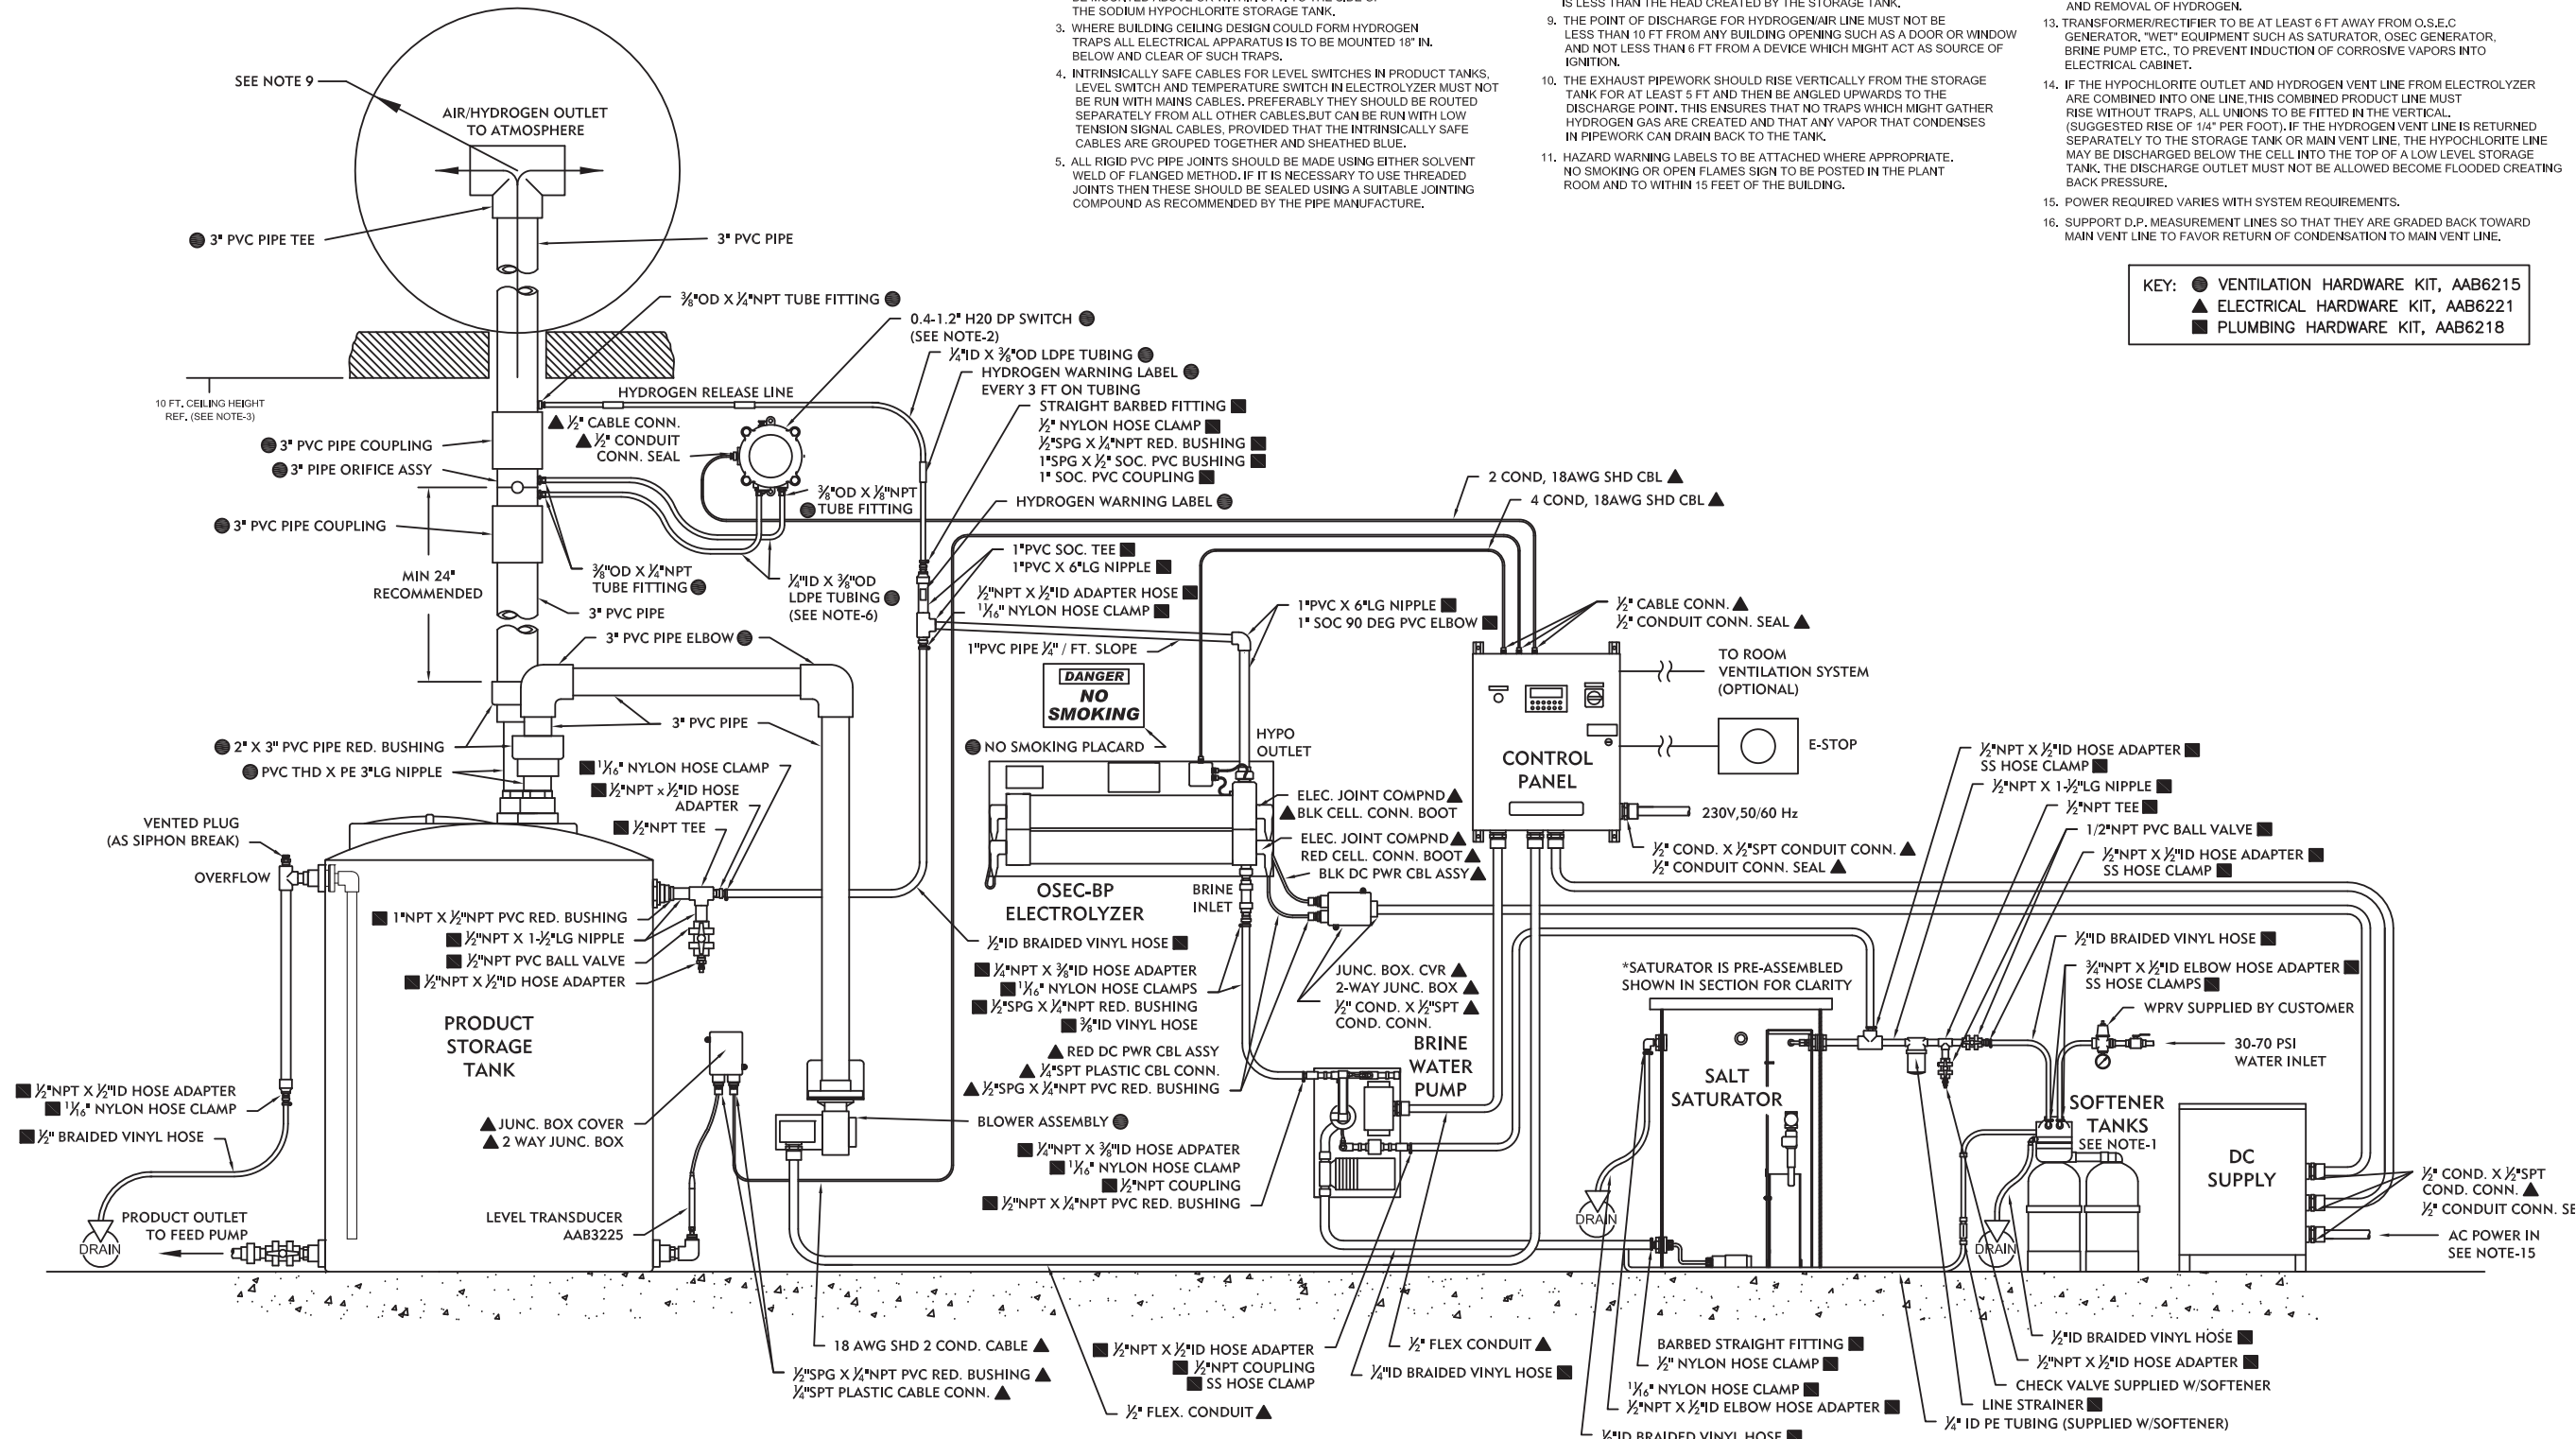 BE MOUNTED ABOVE OR WITHIN
THE SODIUM HYPOCHLORITE STORAGE TANK.
3. WHERE BUILDING CEILING DESIGN COULD FORM HYDROGEN
TRAPS ALL ELECTRICAL APPARATUS IS TO BE MOUNTED 18" IN.
BELOW AND CLEAR OF SUCH TRAPS.
4. INTRINSICALLY SAFE CABLES FOR LEVEL SWITCHES IN PRODUCT TANKS,
LEVEL SWITCH AND TEMPERATURE SWITCH IN ELECTROLYZER MUST NOT
BE RUN WITH MAINS CABLES. PREFERABLY THEY SHOULD BE ROUTED
SEPARATELY FROM ALL OTHER CABLES.BUT CAN BE RUN WITH LOW
TENSION SIGNAL CABLES, PROVIDED THAT THE INTRINSICALLY SAFE
CABLES ARE GROUPED TOGETHER AND SHEATHED BLUE.
5. ALL RIGID PVC PIPE JOINTS SHOULD BE MADE USING EITHER SOLVENT
WELD OF FLANGED METHOD. IF IT IS NECESSARY TO USE THREADED
JOINTS THEN THESE SHOULD BE SEALED USING A SUITABLE JOINTING
COMPOUND AS RECOMMENDED BY THE PIPE MANUFACTURE.
IS LESS THAN THE HEAD CREATED BY THE STORAGE TANK.
9. THE POINT OF DISCHARGE FOR HYDROGEN/AIR LINE MUST NOT BE
LESS THAN 10 FT FROM ANY BUILDING OPENING SUCH AS A DOOR OR WINDOW
AND NOT LESS THAN 6 FT FROM A DEVICE WHICH MIGHT ACT AS SOURCE OF
IGNITION.
10. THE EXHAUST PIPEWORK SHOULD RISE VERTICALLY FROM THE STORAGE
TANK FOR AT LEAST 5 FT AND THEN BE ANGLED UPWARDS TO THE
DISCHARGE POINT. THIS ENSURES THAT NO TRAPS WHICH MIGHT GATHER
HYDROGEN GAS ARE CREATED AND THAT ANY VAPOR THAT CONDENSES
IN PIPEWORK CAN DRAIN BACK TO THE TANK.
11. HAZARD WARNING LABELS TO BE ATTACHED WHERE APPROPRIATE.
NO SMOKING OR OPEN FLAMES SIGN TO BE POSTED IN THE PLANT
ROOM AND TO WITHIN 15 FEET OF THE BUILDING.
AND REMOVAL OF HYDROGEN.
13. TRANSFORMER/RECTIFIER TO BE AT LEAST 6 FT AWAY FROM O.S.E.C
GENERATOR, "WET" EQUIPMENT SUCH AS SATURATOR, OSEC GENERATOR,
BRINE PUMP ETC., TO PREVENT INDUCTION OF CORROSIVE VAPORS INTO
ELECTRICAL CABINET.
14. IF THE HYPOCHLORITE OUTLET AND HYDROGEN VENT LINE FROM ELECTROLYZER
ARE COMBINED INTO ONE LINE,THIS COMBINED PRODUCT LINE MUST
RISE WITHOUT TRAPS, ALL UNIONS TO BE FITTED IN THE VERTICAL.
(SUGGESTED RISE OF 1/4" PER FOOT). IF THE HYDROGEN VENT LINE IS RETURNED
SEPARATELY TO THE STORAGE TANK OR MAIN VENT LINE, THE HYPOCHLORITE LINE
MAY BE DISCHARGED BELOW THE CELL INTO THE TOP OF A LOW LEVEL STORAGE
TANK. THE DISCHARGE OUTLET MUST NOT BE ALLOWED BECOME FLOODED CREATING
BACK PRESSURE.
15. POWER REQUIRED VARIES WITH SYSTEM REQUIREMENTS.
16. SUPPORT D.P. MEASUREMENT LINES SO THAT THEY ARE GRADED BACK TOWARD
MAIN VENT LINE TO FAVOR RETURN OF CONDENSATION TO MAIN VENT LINE.
KEY: ● VENTILATION HARDWARE KIT, AAB6215
▲ ELECTRICAL HARDWARE KIT, AAB6221
■ PLUMBING HARDWARE KIT, AAB6218
SEE NOTE 9
AIR/HYDROGEN OUTLET
TO ATMOSPHERE
● 3" PVC PIPE TEE
3" PVC PIPE
⅜"OD X ¼"NPT TUBE FITTING ●
0.4-1.2" H20 DP SWITCH ●
(SEE NOTE-2)
¼"ID X ⅜"OD LDPE TUBING ●
HYDROGEN WARNING LABEL ●
EVERY 3 FT ON TUBING
STRAIGHT BARBED FITTING ■
½" NYLON HOSE CLAMP ■
½"SPG X ¼"NPT RED. BUSHING ■
1"SPG X ½" SOC. PVC BUSHING ■
1" SOC. PVC COUPLING ■
HYDROGEN WARNING LABEL ●
10 FT. CEILING HEIGHT
REF. (SEE NOTE-3)
HYDROGEN RELEASE LINE
▲ ½" CABLE CONN.
▲ ½" CONDUIT
CONN. SEAL
● 3" PVC PIPE COUPLING
● 3" PIPE ORIFICE ASSY
⅜"OD X ⅛"NPT
● TUBE FITTING
● 3" PVC PIPE COUPLING
2 COND, 18AWG SHD CBL ▲
4 COND, 18AWG SHD CBL ▲
MIN 24"
RECOMMENDED
⅜"OD X ¼"NPT
TUBE FITTING ●
¼"ID X ⅜"OD
LDPE TUBING ●
(SEE NOTE-6)
3" PVC PIPE
3" PVC PIPE ELBOW ●
1"PVC SOC. TEE ■
1"PVC X 6"LG NIPPLE ■
½"NPT X ½"ID ADAPTER HOSE ■
11⁄16" NYLON HOSE CLAMP ■
1"PVC X 6"LG NIPPLE ■
1" SOC 90 DEG PVC ELBOW ■
1"PVC PIPE ¼" / FT. SLOPE
½" CABLE CONN. ▲
½" CONDUIT CONN. SEAL ▲
TO ROOM
VENTILATION SYSTEM
(OPTIONAL)
DANGER
NO
SMOKING
3" PVC PIPE
● NO SMOKING PLACARD
HYPO
OUTLET
CONTROL
PANEL
E-STOP
● 2" X 3" PVC PIPE RED. BUSHING
● PVC THD X PE 3"LG NIPPLE
■ 11⁄16" NYLON HOSE CLAMP
■ ½"NPT x ½"ID HOSE
ADAPTER
■ ½"NPT TEE
ELEC. JOINT COMPND ▲
▲ BLK CELL. CONN. BOOT
ELEC. JOINT COMPND ▲
RED CELL. CONN. BOOT ▲
BLK DC PWR CBL ASSY ▲
230V,50/60 Hz
½" COND. X ½"SPT CONDUIT CONN. ▲
½" CONDUIT CONN. SEAL ▲
½"NPT X ½"ID HOSE ADAPTER ■
SS HOSE CLAMP ■
½"NPT X 1-½"LG NIPPLE ■
½"NPT TEE ■
1/2"NPT PVC BALL VALVE ■
½"NPT X ½"ID HOSE ADAPTER ■
SS HOSE CLAMP ■
VENTED PLUG
(AS SIPHON BREAK)
OVERFLOW
OSEC-BP
ELECTROLYZER
BRINE
INLET
■ 1"NPT X ½"NPT PVC RED. BUSHING
■ ½"NPT X 1-½"LG NIPPLE
■ ½"NPT PVC BALL VALVE
■ ½"NPT X ½"ID HOSE ADAPTER
½"ID BRAIDED VINYL HOSE ■
■ ¼"NPT X ⅜"ID HOSE ADAPTER
■ 11⁄16" NYLON HOSE CLAMPS
■ ½"SPG X ¼"NPT RED. BUSHING
■ ⅜"ID VINYL HOSE
JUNC. BOX. CVR ▲
2-WAY JUNC. BOX ▲
½" COND. X ½"SPT ▲
COND. CONN.
*SATURATOR IS PRE-ASSEMBLED
SHOWN IN SECTION FOR CLARITY
½"ID BRAIDED VINYL HOSE ■
¾"NPT X ½"ID ELBOW HOSE ADAPTER ■
SS HOSE CLAMPS ■
WPRV SUPPLIED BY CUSTOMER
30-70 PSI
WATER INLET
PRODUCT
STORAGE
TANK
▲ RED DC PWR CBL ASSY
▲ ¼"SPT PLASTIC CBL CONN.
▲ ½"SPG X ¼"NPT PVC RED. BUSHING
BRINE
WATER
PUMP
SALT
SATURATOR
SOFTENER
TANKS
SEE NOTE-1
DC
SUPPLY
■ ½"NPT X ½"ID HOSE ADAPTER
■ 11⁄16" NYLON HOSE CLAMP
■ ½" BRAIDED VINYL HOSE
▲ JUNC. BOX COVER
▲ 2 WAY JUNC. BOX
BLOWER ASSEMBLY ●
■ ¼"NPT X ⅜"ID HOSE ADPATER
■ 11⁄16" NYLON HOSE CLAMP
■ ½"NPT COUPLING
■ ½"NPT X ¼"NPT PVC RED. BUSHING
½" COND. X ½"SPT
COND. CONN. ▲
½" CONDUIT CONN. SE
DRAIN
PRODUCT OUTLET
TO FEED PUMP
LEVEL TRANSDUCER
AAB3225
DRAIN
DRAIN
AC POWER IN
SEE NOTE-15
18 AWG SHD 2 COND. CABLE ▲
½"SPG X ¼"NPT PVC RED. BUSHING ▲
¼"SPT PLASTIC CABLE CONN. ▲
■ ½"NPT X ½"ID HOSE ADAPTER
■ ½"NPT COUPLING
■ SS HOSE CLAMP
½" FLEX. CONDUIT ▲
½" FLEX CONDUIT ▲
¼"ID BRAIDED VINYL HOSE ■
BARBED STRAIGHT FITTING ■
½" NYLON HOSE CLAMP ■
11⁄16" NYLON HOSE CLAMP ■
½"NPT X ½"ID ELBOW HOSE ADAPTER ■
½"ID BRAIDED VINYL HOSE ■
½"ID BRAIDED VINYL HOSE ■
½"NPT X ½"ID HOSE ADAPTER ■
CHECK VALVE SUPPLIED W/SOFTENER
LINE STRAINER ■
¼" ID PE TUBING (SUPPLIED W/SOFTENER)